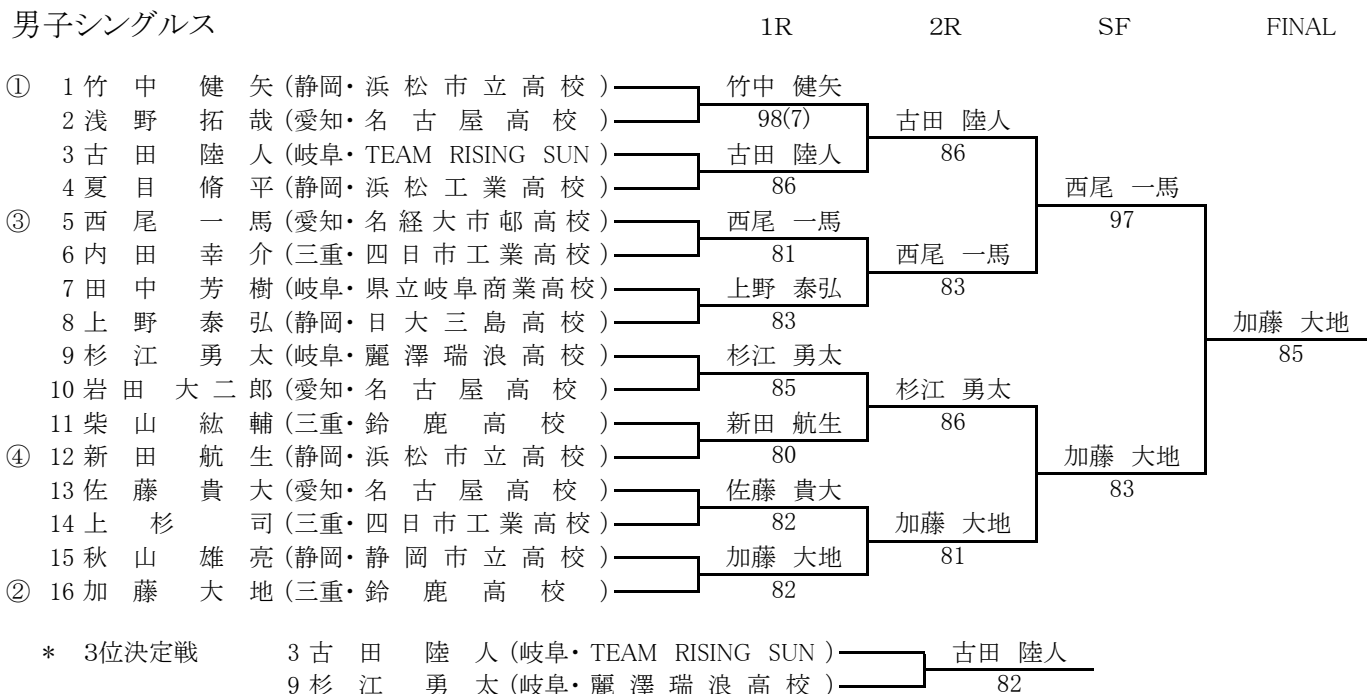 男子シングルス 1R 2R SF FINAL
① 1 竹中 健矢 (静岡・浜松市立高校) 竹中 健矢
2 浅野 拓哉 (愛知・名古屋高校) 98(7) 古田 陸人
3 古田 陸人 (岐阜・TEAM RISING SUN) 古田 陸人 86
4 夏目 脩平 (静岡・浜松工業高校) 86 西尾 一馬
③ 5 西尾 一馬 (愛知・名経大市邨高校) 西尾 一馬 97
6 内田 幸介 (三重・四日市工業高校) 81 西尾 一馬
7 田中 芳樹 (岐阜・県立岐阜商業高校) 上野 泰弘 83
8 上野 泰弘 (静岡・日大三島高校) 83 加藤 大地
9 杉江 勇太 (岐阜・麗澤瑞浪高校) 杉江 勇太 85
10 岩田 大二郎 (愛知・名古屋高校) 85 杉江 勇太
11 柴山 紘輔 (三重・鈴鹿高校) 新田 航生 86
④ 12 新田 航生 (静岡・浜松市立高校) 80 加藤 大地
13 佐藤 貴大 (愛知・名古屋高校) 佐藤 貴大 83
14 上杉 司 (三重・四日市工業高校) 82 加藤 大地
15 秋山 雄亮 (静岡・静岡市立高校) 加藤 大地 81
② 16 加藤 大地 (三重・鈴鹿高校) 82
* 3位決定戦 3 古田 陸人 (岐阜・TEAM RISING SUN) 古田 陸人
9 杉江 勇太 (岐阜・麗澤瑞浪高校) 82